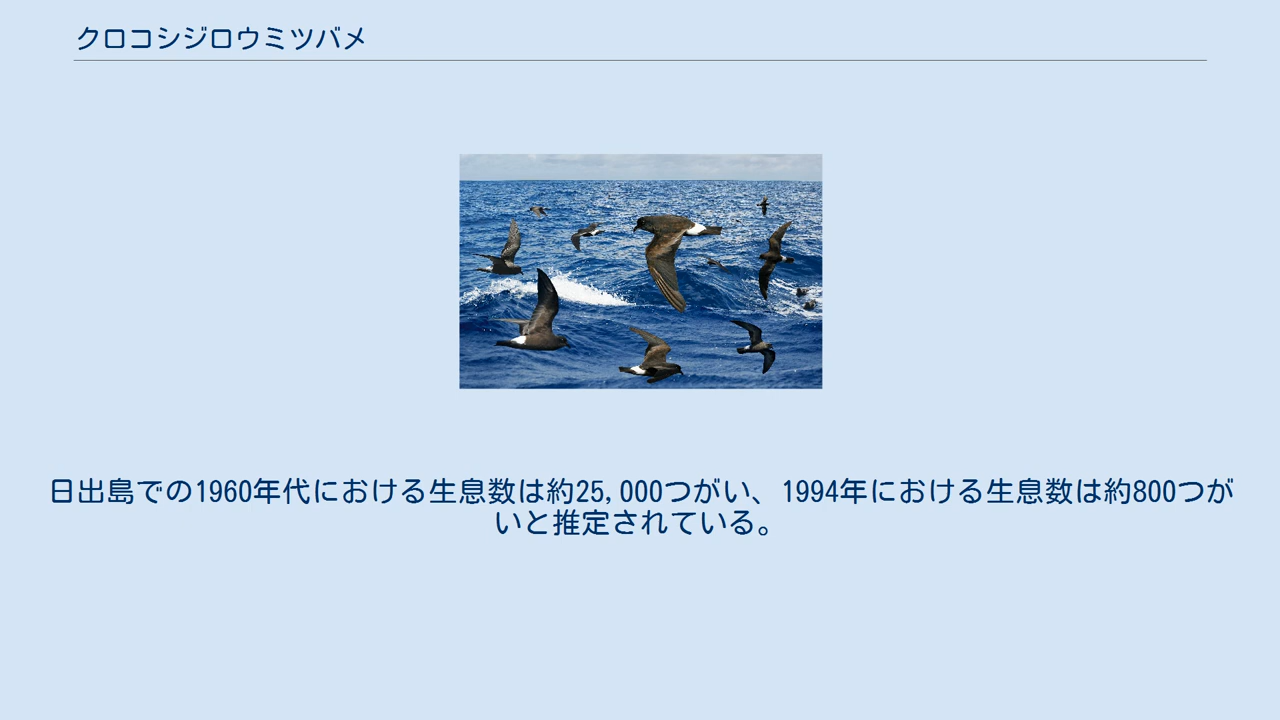 クロコシジロウミツバメ
日出島での1960年代における生息数は約25,000つがい、1994年における生息数は約800つが
いと推定されている。